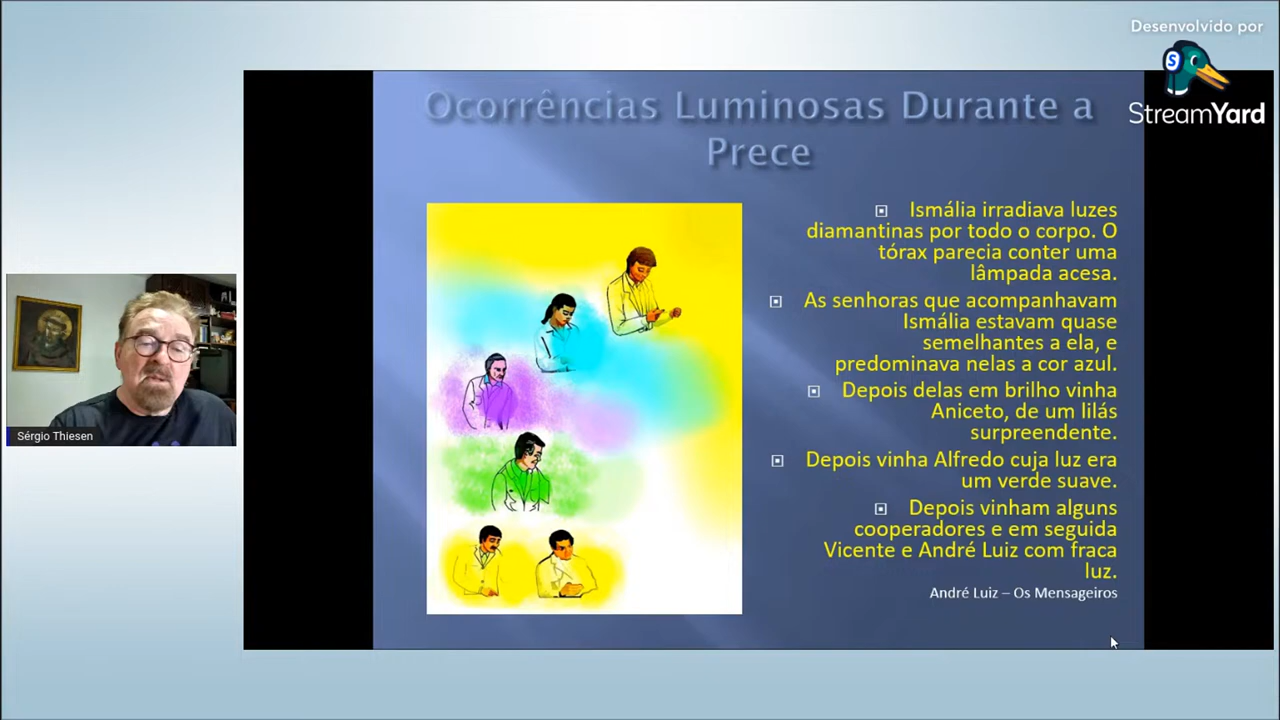 Desenvolvido por
StreamYard
Ocorrências Luminosas Durante a
Prece
Ismália irradiava luzes
diamantinas por todo o corpo. O
tórax parecia conter uma
lâmpada acesa.
As senhoras que acompanhavam
Ismália estavam quase
semelhantes a ela, e
predominava nelas a cor azul.
Depois delas em brilho vinha
Aniceto, de um lilás
surpreendente.
Depois vinha Alfredo cuja luz era
um verde suave.
Depois vinham alguns
cooperadores e em seguida
Vicente e André Luiz com fraca
luz.
André Luiz – Os Mensageiros
Sérgio Thiesen